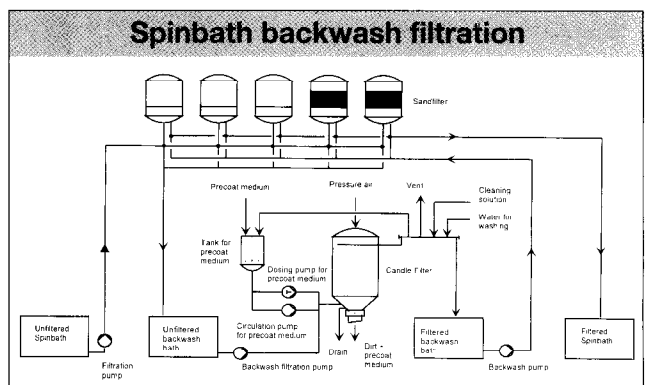 Spinbath backwash filtration
Sandfilter
Precoat medium
Pressure air
Vent
Cleaning
solution
Water for
washing
Tank for
precoat
medium
Dosing pump for
precoat medium
Candle Filter
Unfiltered
Spinbath
Unfiltered
backwash
bath
Circulation pump
for precoat medium
Filtered
backwash
bath
Filtered
Spinbath
Drain
Dirt +
precoat
Medium
Filtration
pump
Backwash filtration pump
Backwash pump